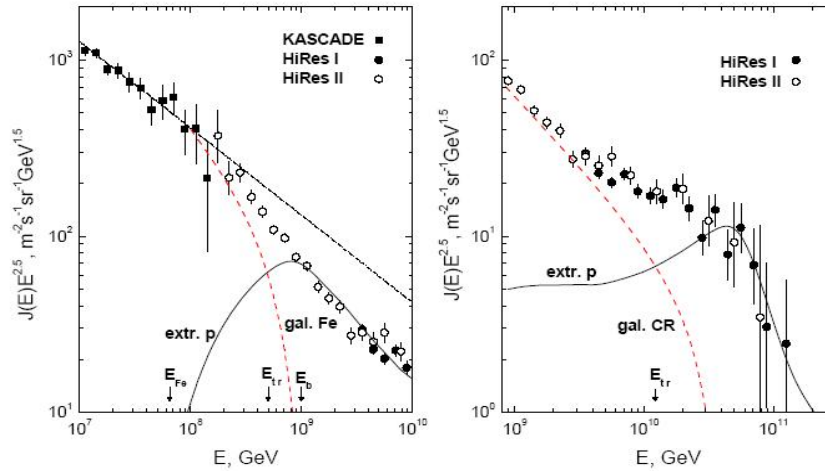 J(E)E^2.5, m^-2s^-1sr^-1GeV^1.5
10^3
10^2
10^1
KASCADE
HiRes I
HiRes II
extr. p
gal. Fe
E_Fe
E_tr
E_b
10^7
10^8
10^9
10^10
E, GeV
J(E)E^2.5, m^-2s^-1sr^-1GeV^1.5
10^2
10^1
10^0
HiRes I
HiRes II
extr. p
gal. CR
E_tr
10^9
10^10
10^11
E, GeV